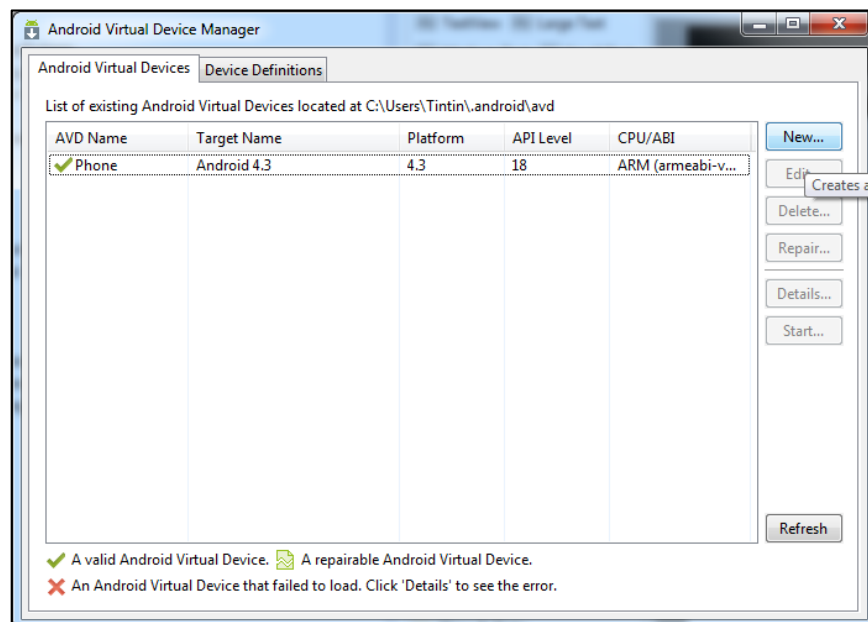 Android Virtual Device Manager
Android Virtual Devices Device Definitions
List of existing Android Virtual Devices located at C:\Users\Tintin\.android\avd
AVD Name Target Name Platform API Level CPU/ABI
Phone Android 4.3 4.3 18 ARM (armeabi-v...
New...
Creates a
Delete...
Repair...
Details...
Start...
Refresh
A valid Android Virtual Device. A repairable Android Virtual Device.
An Android Virtual Device that failed to load. Click 'Details' to see the error.